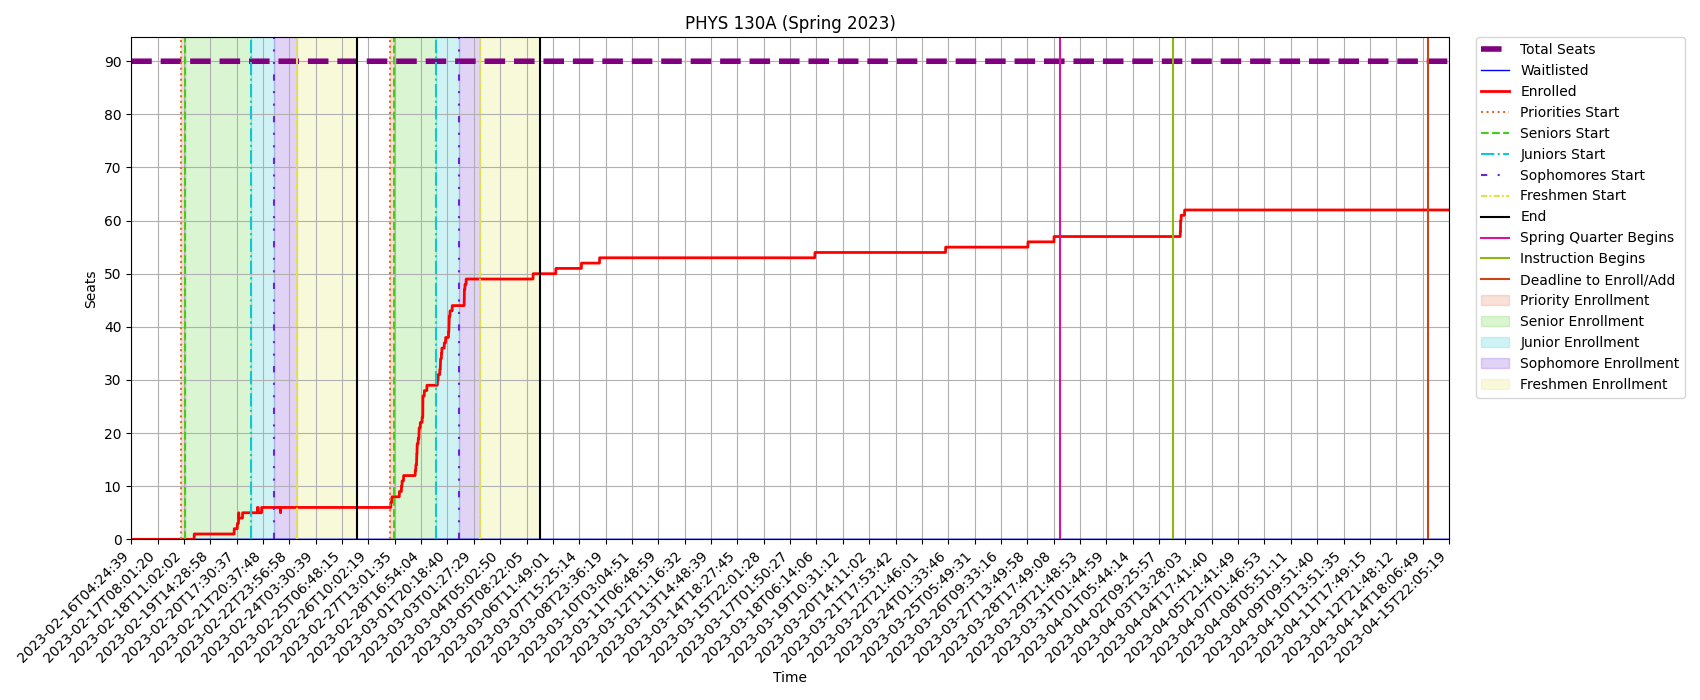 PHYS 130A (Spring 2023)
Seats
90
80
70
60
50
40
30
20
10
0
2023-02-16T04:24:39
2023-02-17T08:01:20
2023-02-18T11:02:02
2023-02-19T14:28:58
2023-02-20T17:30:37
2023-02-21T20:37:48
2023-02-22T23:56:58
2023-02-24T03:30:39
2023-02-25T06:48:15
2023-02-26T10:02:19
2023-02-27T13:01:35
2023-02-28T16:54:04
2023-03-01T20:18:40
2023-03-03T01:27:29
2023-03-04T05:02:50
2023-03-05T08:22:05
2023-03-06T11:49:01
2023-03-07T15:25:14
2023-03-08T23:36:19
2023-03-10T03:04:51
2023-03-11T06:48:59
2023-03-12T11:16:32
2023-03-13T14:48:39
2023-03-14T18:27:45
2023-03-15T22:01:28
2023-03-17T01:50:27
2023-03-18T06:14:06
2023-03-19T10:31:12
2023-03-20T14:11:02
2023-03-21T17:53:42
2023-03-22T21:46:01
2023-03-24T01:33:46
2023-03-25T05:49:31
2023-03-26T09:33:16
2023-03-27T13:49:58
2023-03-28T17:49:08
2023-03-29T21:48:53
2023-03-31T01:44:59
2023-04-01T05:44:14
2023-04-02T09:25:57
2023-04-03T13:28:03
2023-04-04T17:41:40
2023-04-05T21:41:49
2023-04-07T01:46:53
2023-04-08T05:51:11
2023-04-09T09:51:40
2023-04-10T13:51:35
2023-04-11T17:49:15
2023-04-12T21:48:12
2023-04-14T18:06:49
2023-04-15T22:05:19
Time
Total Seats
Waitlisted
Enrolled
Priorities Start
Seniors Start
Juniors Start
Sophomores Start
Freshmen Start
End
Spring Quarter Begins
Instruction Begins
Deadline to Enroll/Add
Priority Enrollment
Senior Enrollment
Junior Enrollment
Sophomore Enrollment
Freshmen Enrollment